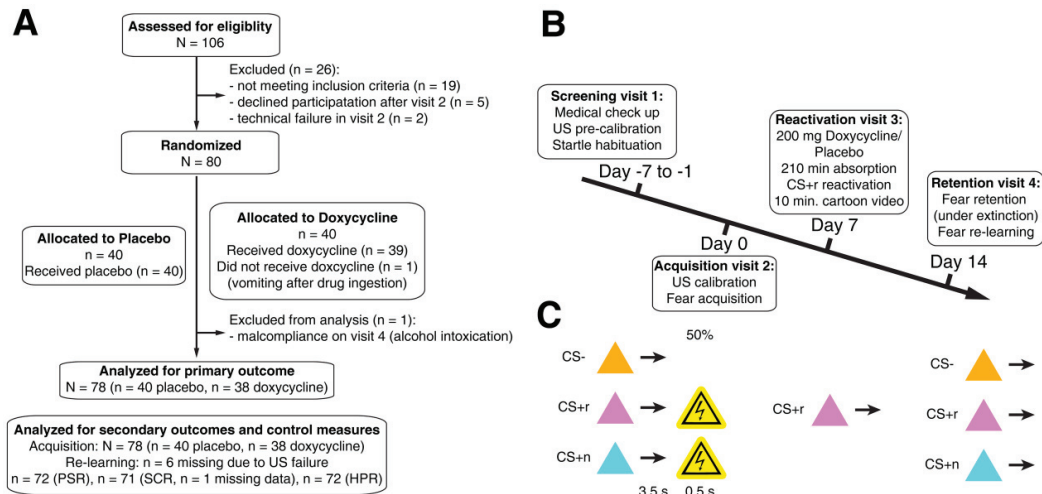 A
Assessed for eligiblity
N = 106
Excluded (n = 26):
- not meeting inclusion criteria (n = 19)
- declined participatation after visit 2 (n = 5)
- technical failure in visit 2 (n = 2)
Randomized
N = 80
Allocated to Placebo
n = 40
Received placebo (n = 40)
Allocated to Doxycycline
n = 40
Received doxycycline (n = 39)
Did not receive doxycycline (n = 1)
(vomiting after drug ingestion)
Excluded from analysis (n = 1):
- malcompliance on visit 4 (alcohol intoxication)
Analyzed for primary outcome
N = 78 (n = 40 placebo, n = 38 doxycycline)
Analyzed for secondary outcomes and control measures
Acquisition: N = 78 (n = 40 placebo, n = 38 doxycycline)
Re-learning: n = 6 missing due to US failure
n = 72 (PSR), n = 71 (SCR, n = 1 missing data), n = 72 (HPR)
B
Screening visit 1:
Medical check up
US pre-calibration
Startle habituation
Day -7 to -1
Day 0
Acquisition visit 2:
US calibration
Fear acquisition
Reactivation visit 3:
200 mg Doxycycline/
Placebo
210 min absorption
CS+r reactivation
10 min. cartoon video
Day 7
Retention visit 4:
Fear retention
(under extinction)
Fear re-learning
Day 14
C
50%
CS-
CS+r
CS+n
3.5 s
0.5 s
CS+r
CS-
CS+r
CS+n